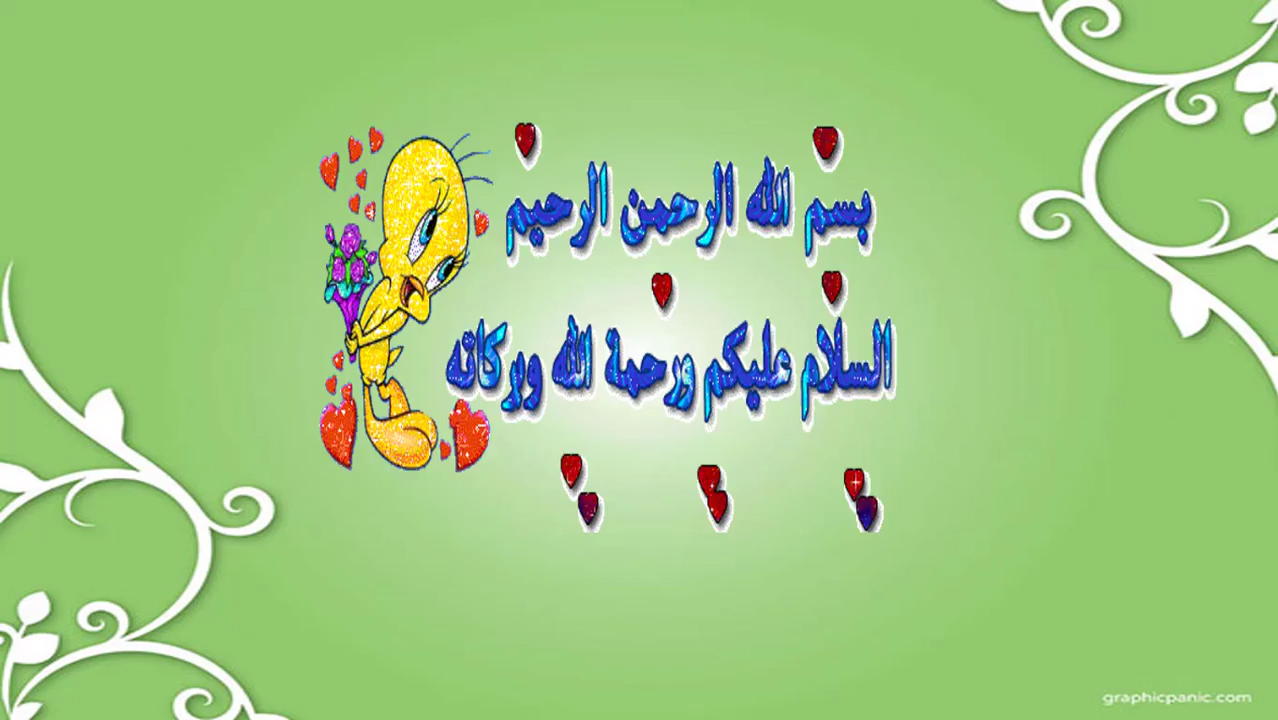 بسم الله الرحمن الرحيم
السلام عليكم ورحمة الله وبركاته
graphicpanic.com